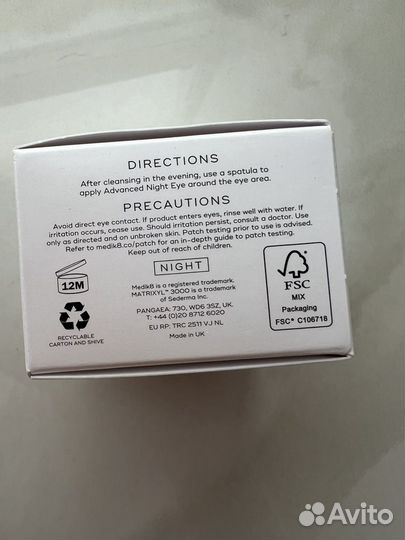 DIRECTIONS
After cleansing in the evening, use a spatula to
apply Advanced Night Eye around the eye area.
PRECAUTIONS
Avoid direct eye contact. If product enters eyes, rinse well with water. If
irritation occurs, cease use. Should irritation persist, consult a doctor. Use
only as directed and on unbroken skin. Patch testing prior to use is advised.
Refer to medik8.co/patch for an in-depth guide to patch testing.
Keep out of reach of children.
NIGHT
12M
Medik8 is a registered trademark.
MATRIXYL™ 3000 is a trademark
of Sederma Inc.
PANGAEA: 730, WD6 3SZ, UK.
T: +44 (0)20 8712 6020
EU RP: TRC 2511 VJ NL
Made in UK
RECYCLABLE
CARTON AND SHIVE
FSC
MIX
Packaging
FSC® C106718
Avito